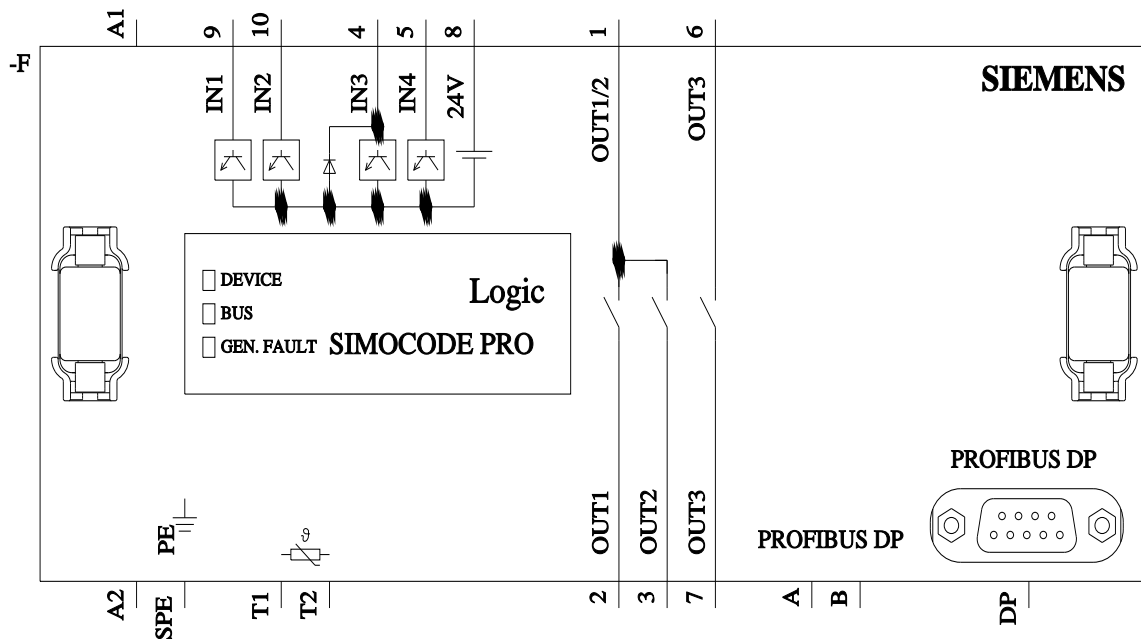 A1
9
10
4
5
8
1
6
-F
IN1
IN2
IN3
IN4
24V
OUT1/2
OUT3
SIEMENS
DEVICE
BUS
GEN. FAULT
Logic
SIMOCODE PRO
PROFIBUS DP
PE
ϑ
OUT1
OUT2
OUT3
PROFIBUS DP
A2
SPE
T1
T2
2
3
7
A
B
DP